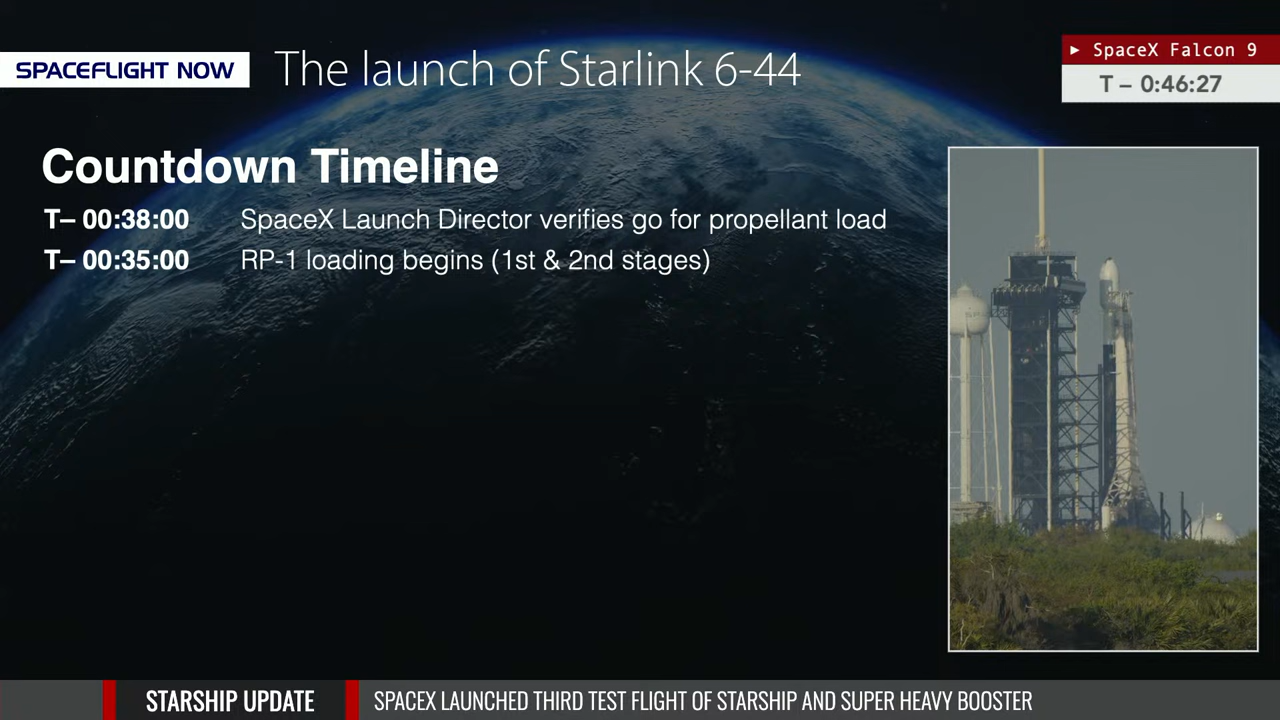 SPACEFLIGHT NOW
The launch of Starlink 6-44
▶ SpaceX Falcon 9
T – 0:46:27
Countdown Timeline
T– 00:38:00 SpaceX Launch Director verifies go for propellant load
T– 00:35:00 RP-1 loading begins (1st & 2nd stages)
STARSHIP UPDATE
SPACEX LAUNCHED THIRD TEST FLIGHT OF STARSHIP AND SUPER HEAVY BOOSTER